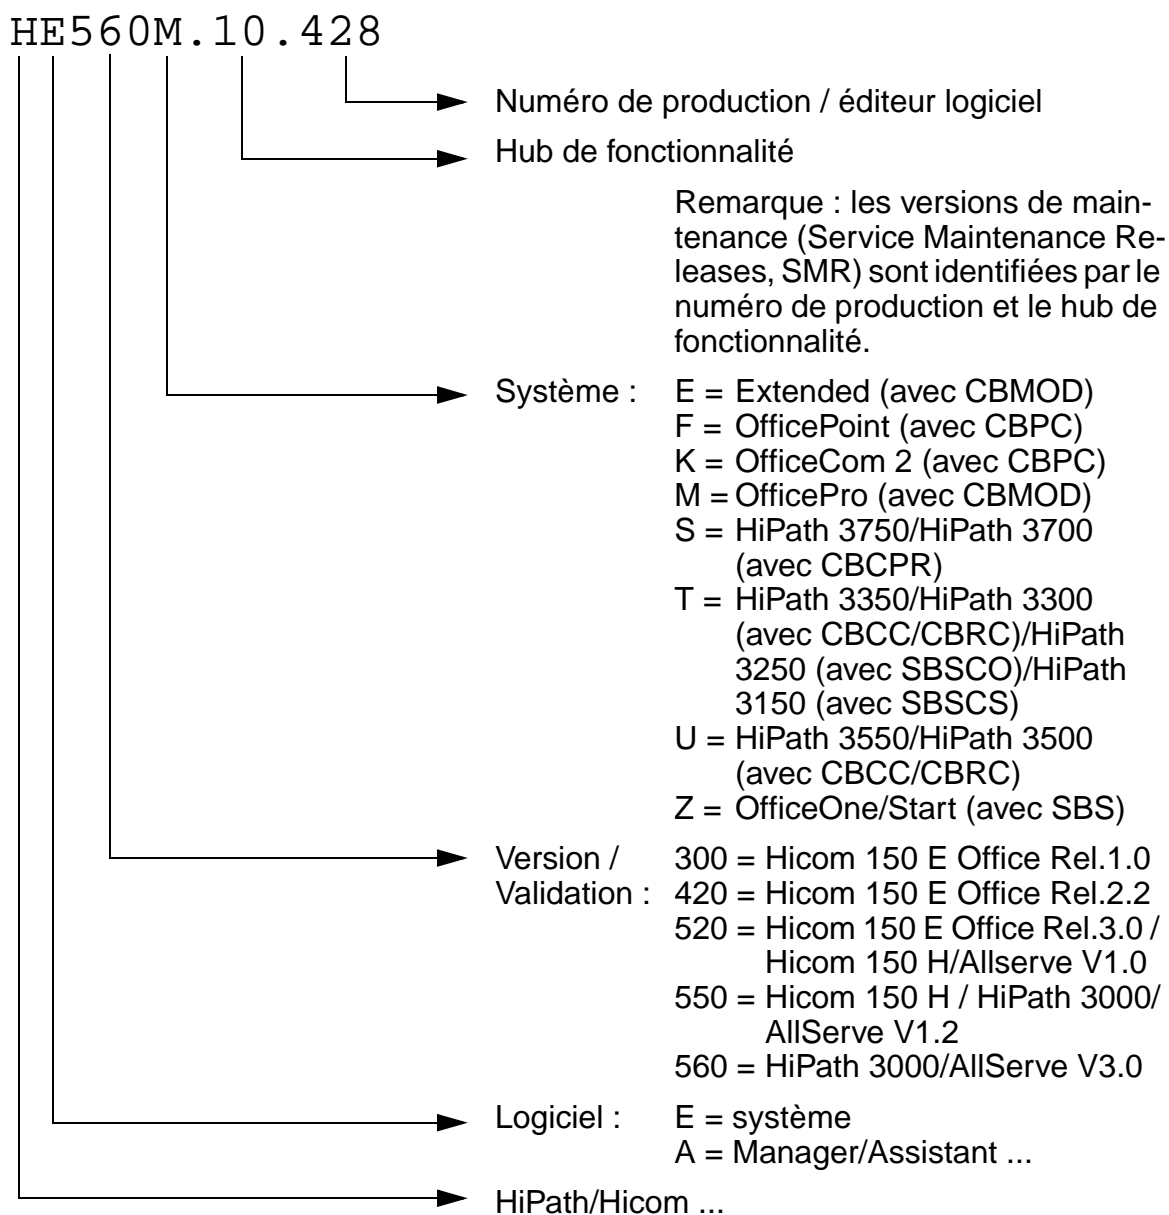 HE560M.10.428
Numéro de production / éditeur logiciel
Hub de fonctionnalité
Remarque : les versions de main-
tenance (Service Maintenance Re-
leases, SMR) sont identifiées par le
numéro de production et le hub de
fonctionnalité.
Système : E = Extended (avec CBMOD)
F = OfficePoint (avec CBPC)
K = OfficeCom 2 (avec CBPC)
M = OfficePro (avec CBMOD)
S = HiPath 3750/HiPath 3700
(avec CBCPR)
T = HiPath 3350/HiPath 3300
(avec CBCC/CBRC)/HiPath
3250 (avec SBSCO)/HiPath
3150 (avec SBSCS)
U = HiPath 3550/HiPath 3500
(avec CBCC/CBRC)
Z = OfficeOne/Start (avec SBS)
Version / 300 = Hicom 150 E Office Rel.1.0
Validation : 420 = Hicom 150 E Office Rel.2.2
520 = Hicom 150 E Office Rel.3.0 /
Hicom 150 H/Allserve V1.0
550 = Hicom 150 H / HiPath 3000/
AllServe V1.2
560 = HiPath 3000/AllServe V3.0
Logiciel : E = système
A = Manager/Assistant ...
HiPath/Hicom ...